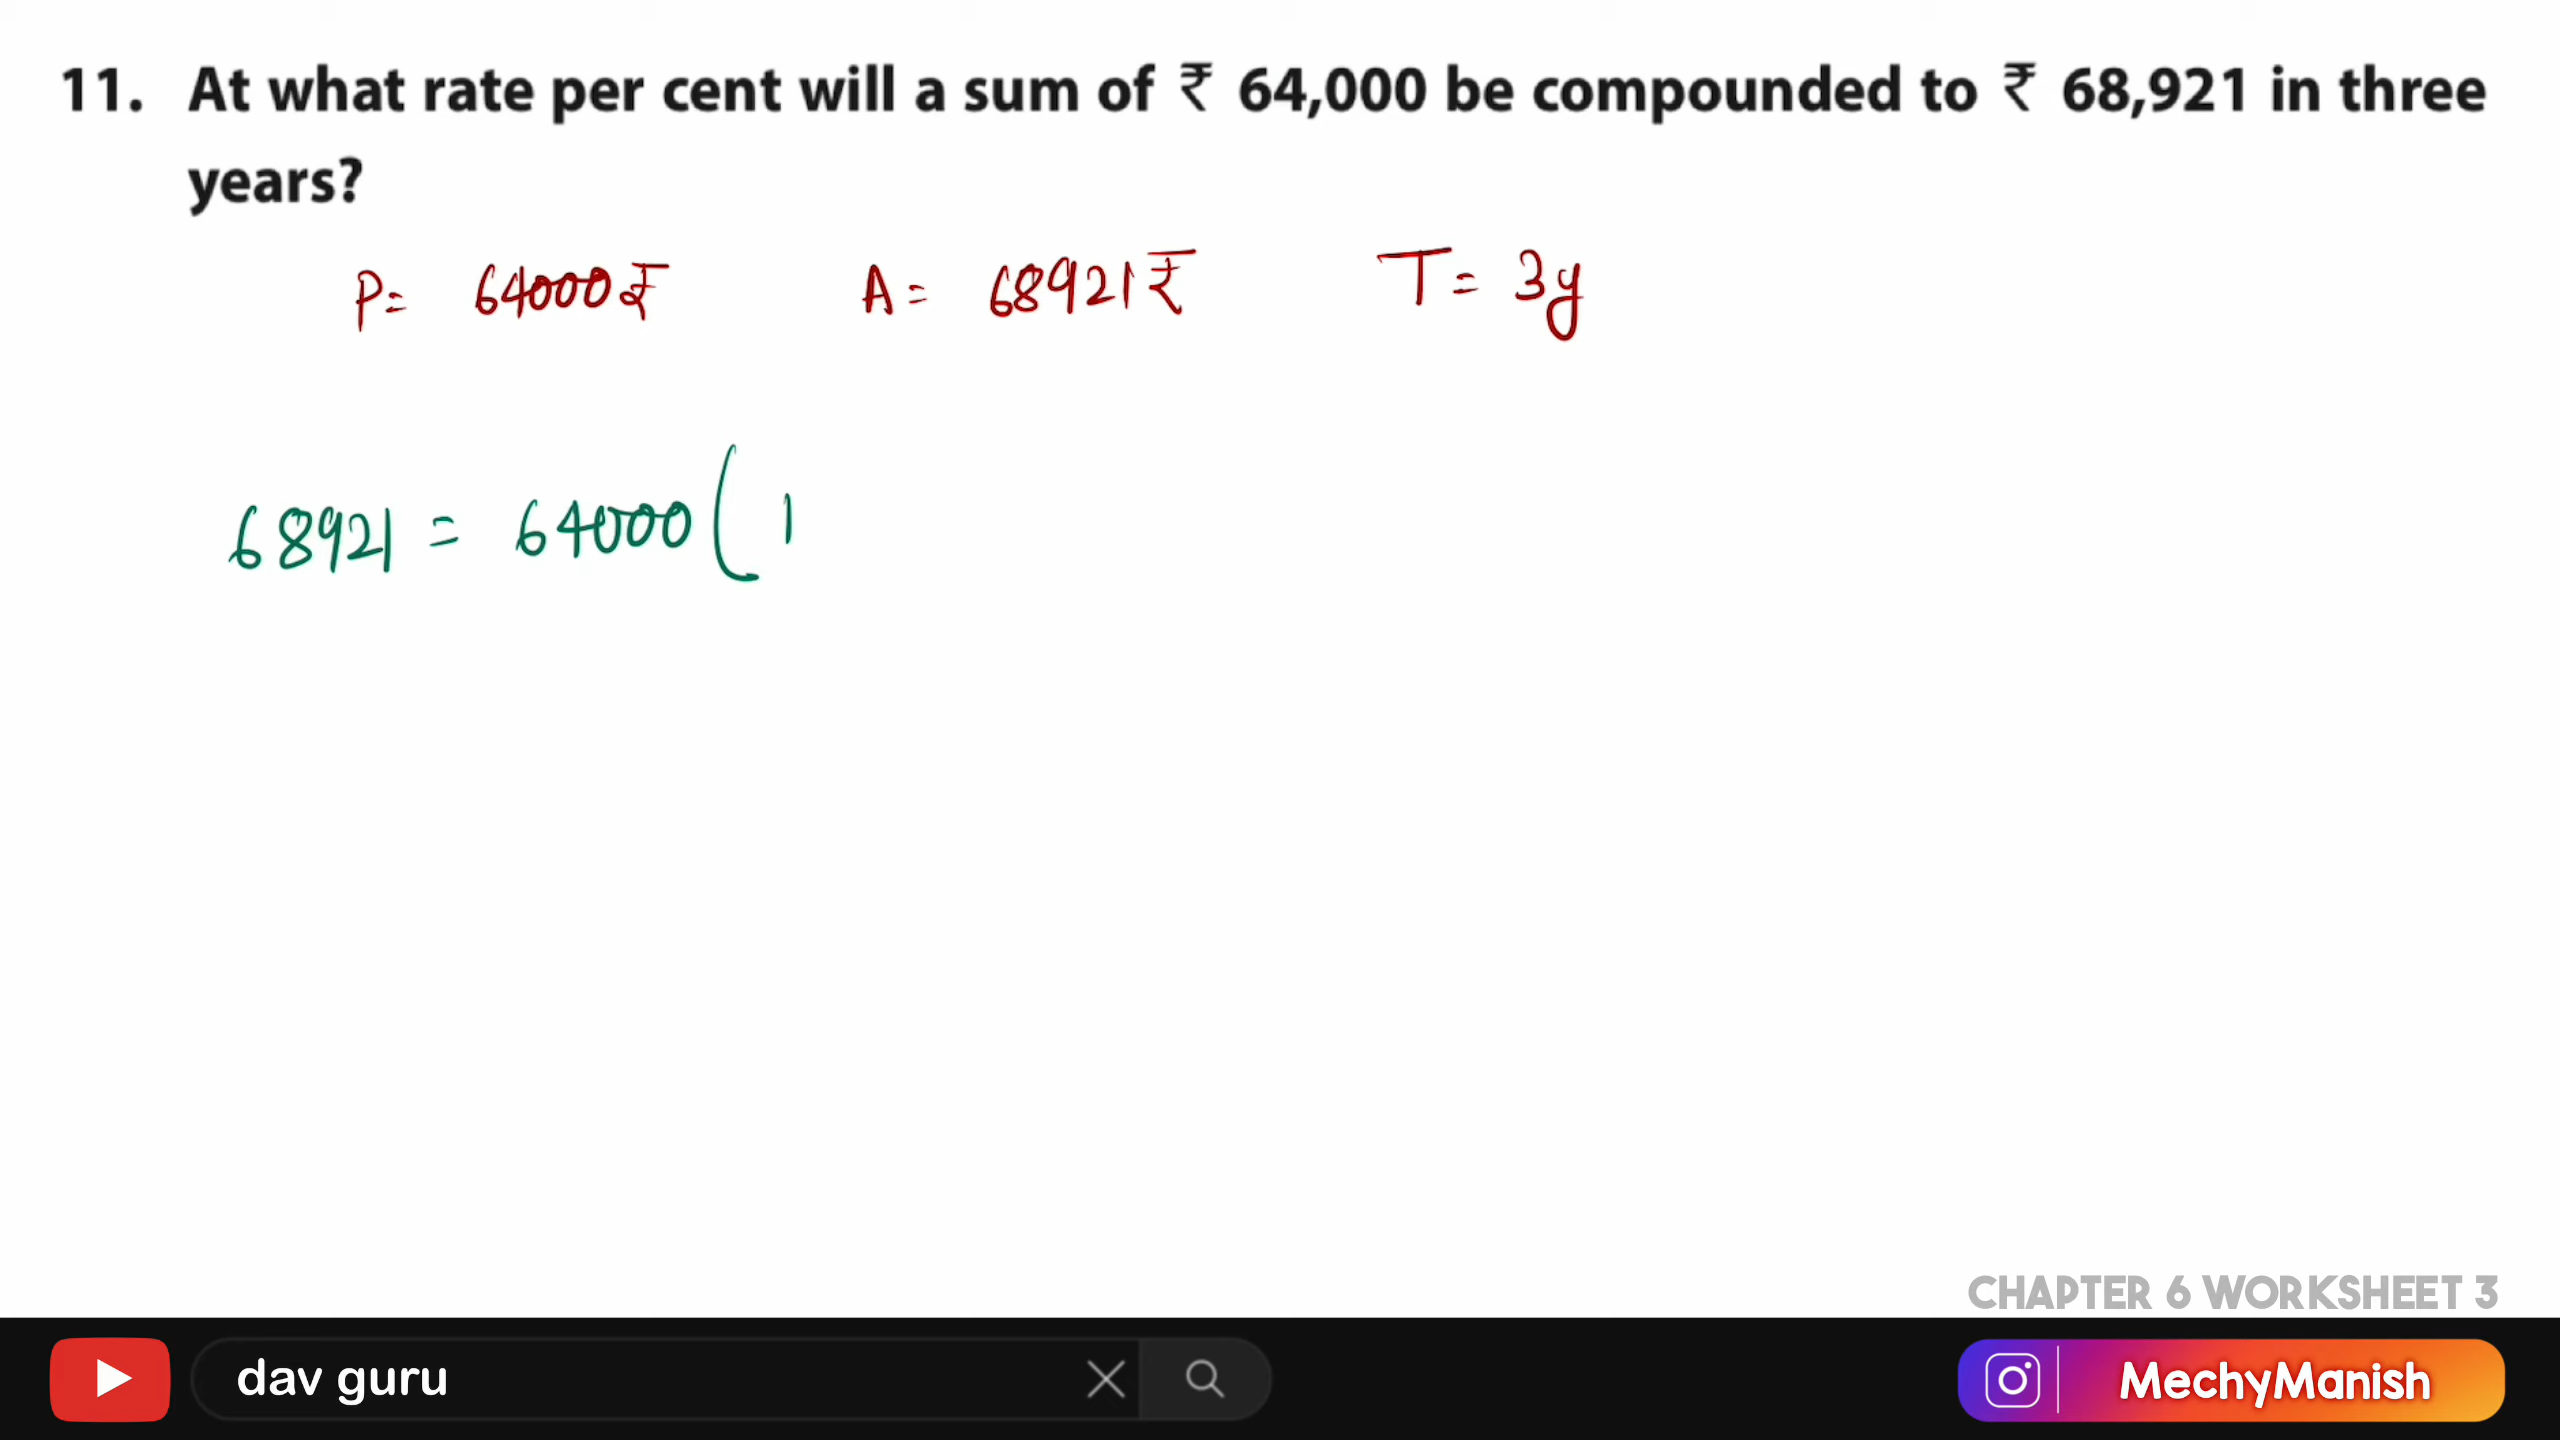 11. At what rate per cent will a sum of ₹ 64,000 be compounded to ₹ 68,921 in three
years?
P= 64000₹ A= 68921₹ T= 3y
68921 = 64000( 1
CHAPTER 6 WORKSHEET 3
dav guru MechyManish